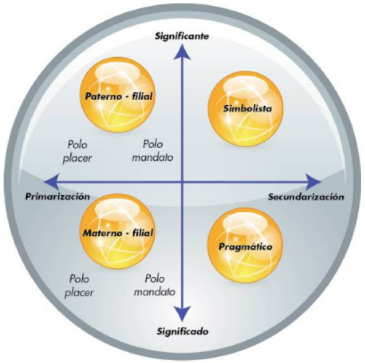 Significante
Paterno - filial
Simbolista
Polo
placer
Polo
mandato
Primarización
Secundarización
Materno - filial
Pragmático
Polo
placer
Polo
mandato
Significado